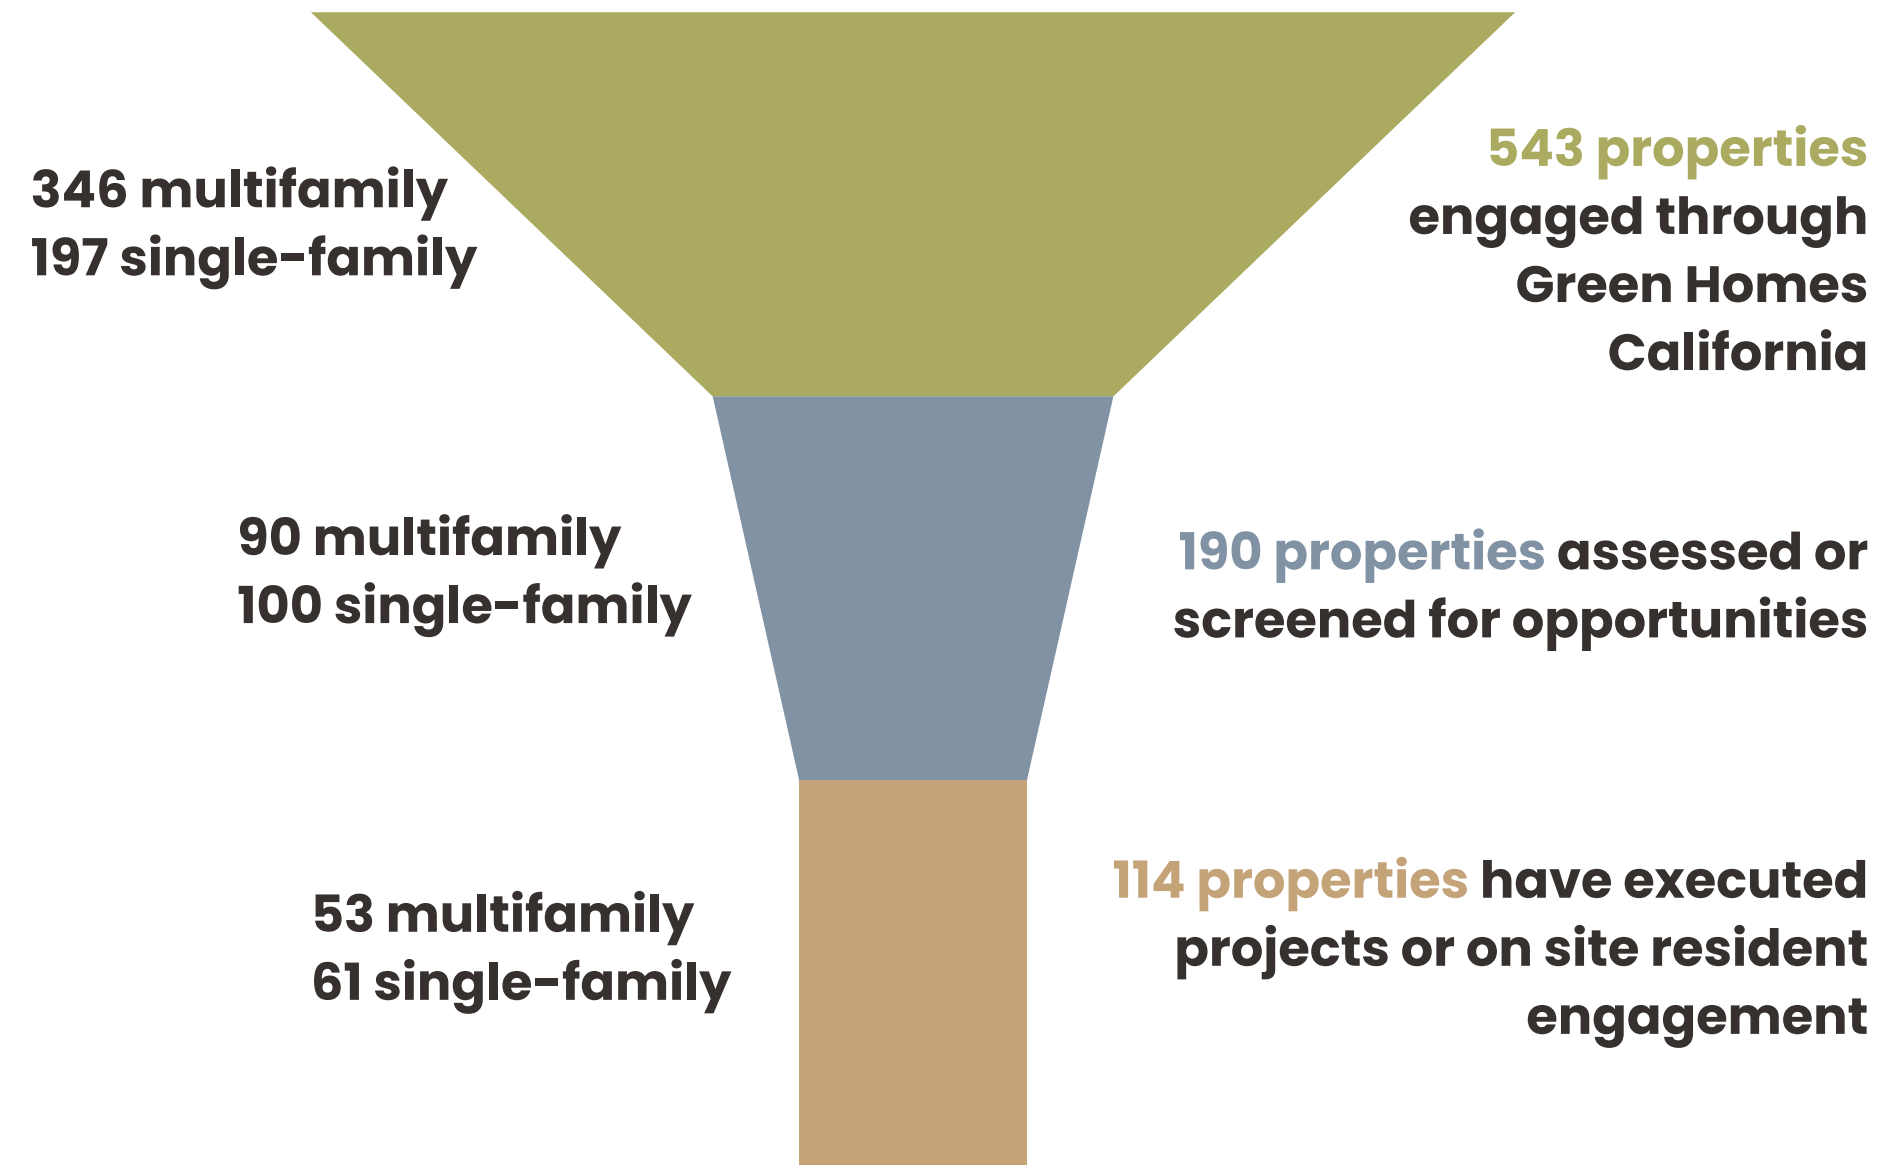 346 multifamily
197 single-family
543 properties
engaged through
Green Homes
California
90 multifamily
100 single-family
190 properties assessed or
screened for opportunities
53 multifamily
61 single-family
114 properties have executed
projects or on site resident
engagement